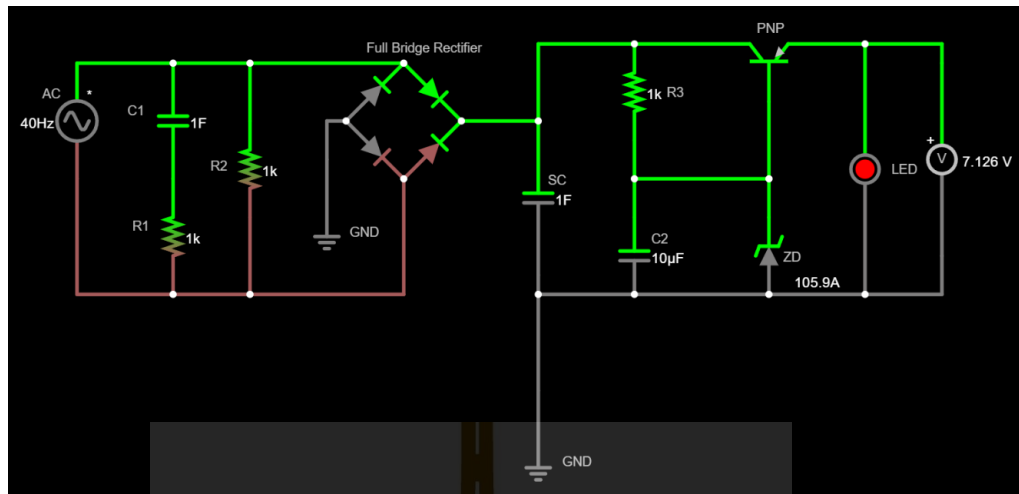 PNP
Full Bridge Rectifier
AC *
40Hz
C1
1F
R2
1k
R1
1k
GND
SC
1F
1k R3
C2
10μF
ZD
105.9A
LED
+
V
7.126 V
GND